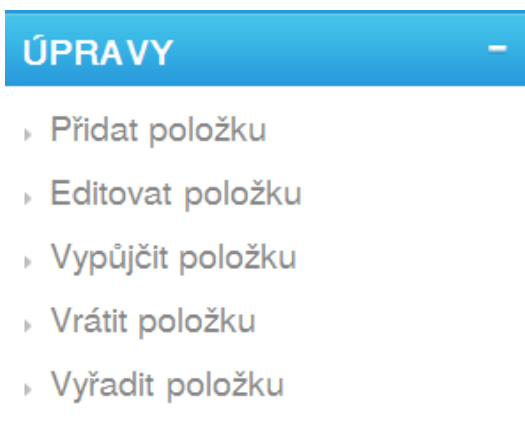 ÚPRAVY
Přidat položku
Editovat položku
Vypůjčit položku
Vrátit položku
Vyřadit položku